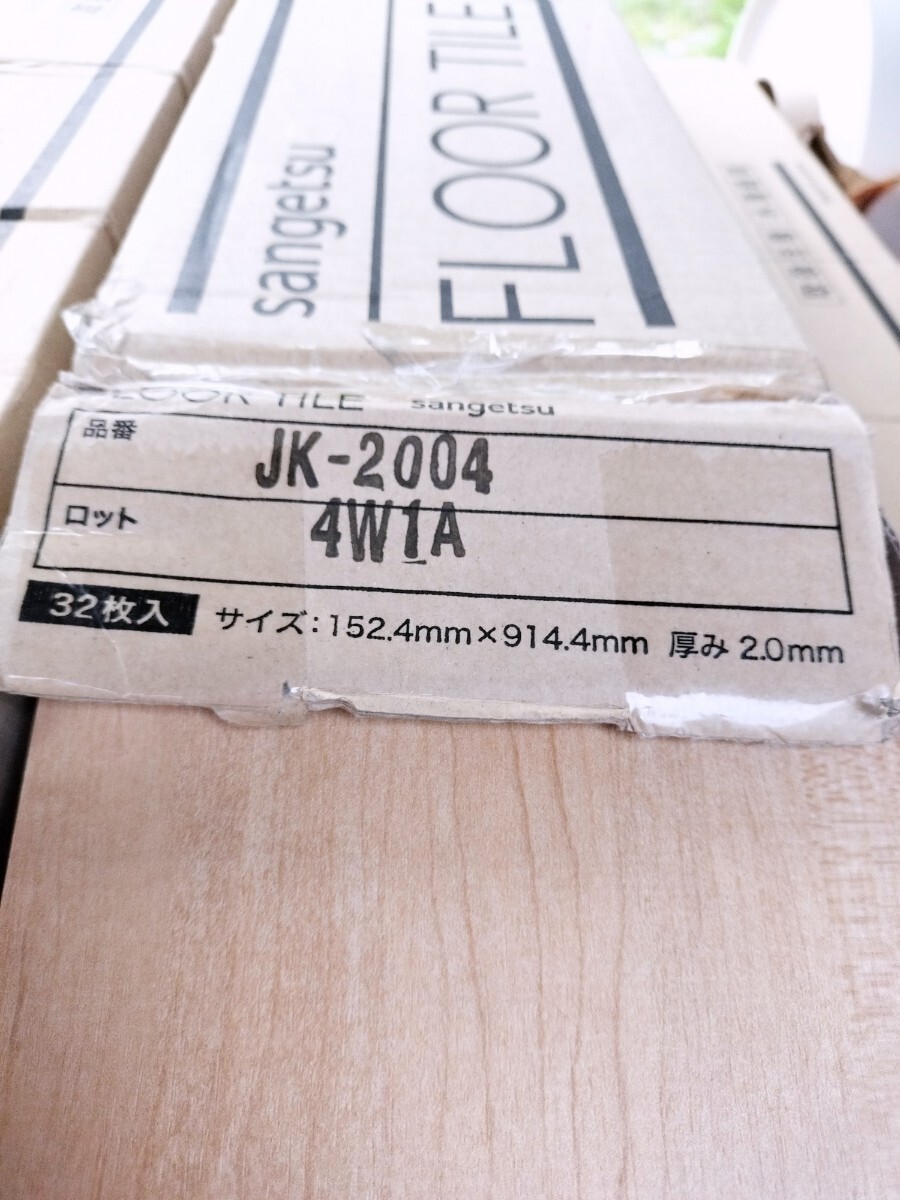 sangetsu
FLOOR TILE
FLOOR TILE sangetsu
品番 JK-2004
ロット 4W1A
32枚入 サイズ:152.4mm×914.4mm 厚み 2.0mm